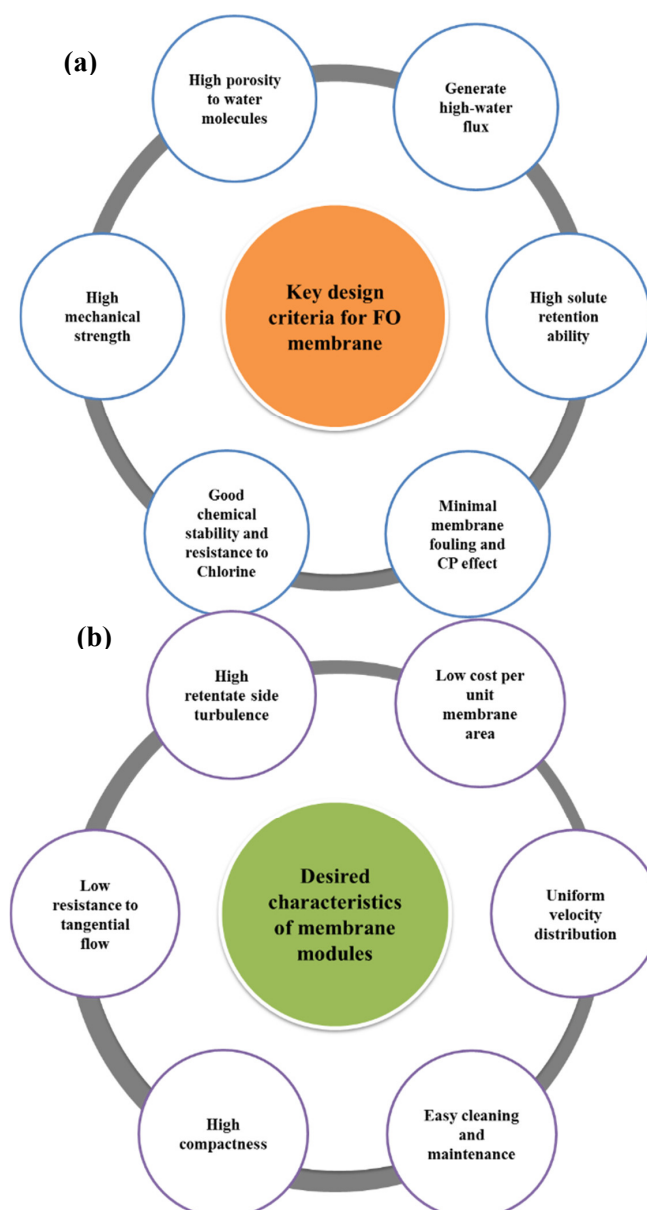 (a)
High porosity
to water
molecules
Generate
high-water
flux
High
mechanical
strength
Key design
criteria for FO
membrane
High solute
retention
ability
Good
chemical
stability and
resistance to
Chlorine
Minimal
membrane
fouling and
CP effect
(b)
High
retentate side
turbulence
Low cost per
unit
membrane
area
Low
resistance to
tangential
flow
Desired
characteristics
of membrane
modules
Uniform
velocity
distribution
High
compactness
Easy cleaning
and
maintenance